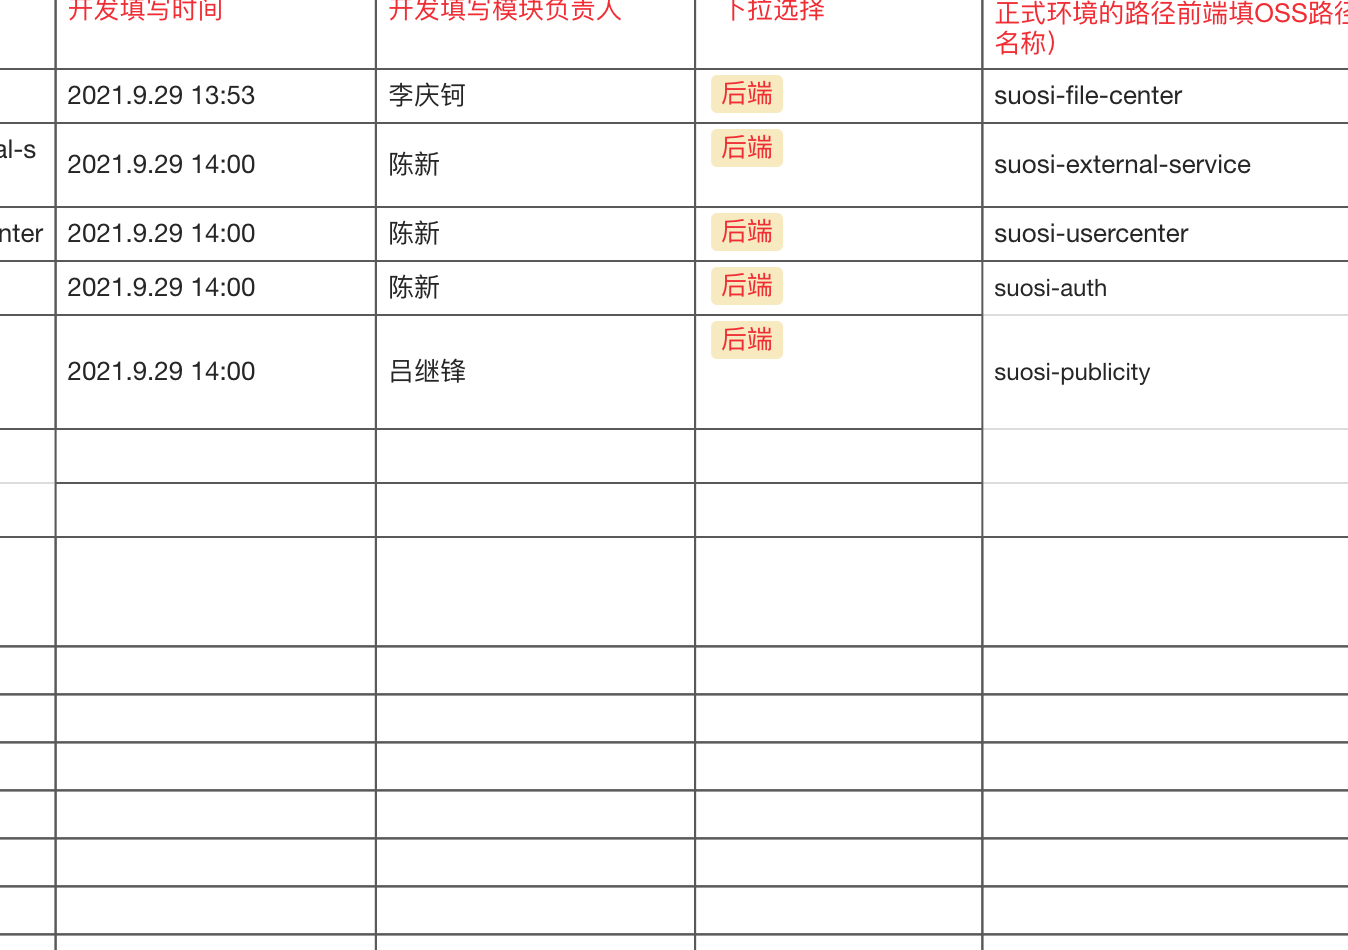 开发填写时间
开发填写模块负责人
下拉选择
正式环境的路径前端填OSS路径
名称）
2021.9.29 13:53
李庆钶
后端
suosi-file-center
al-s
2021.9.29 14:00
陈新
后端
suosi-external-service
nter
2021.9.29 14:00
陈新
后端
suosi-usercenter
2021.9.29 14:00
陈新
后端
suosi-auth
2021.9.29 14:00
吕继锋
后端
suosi-publicity